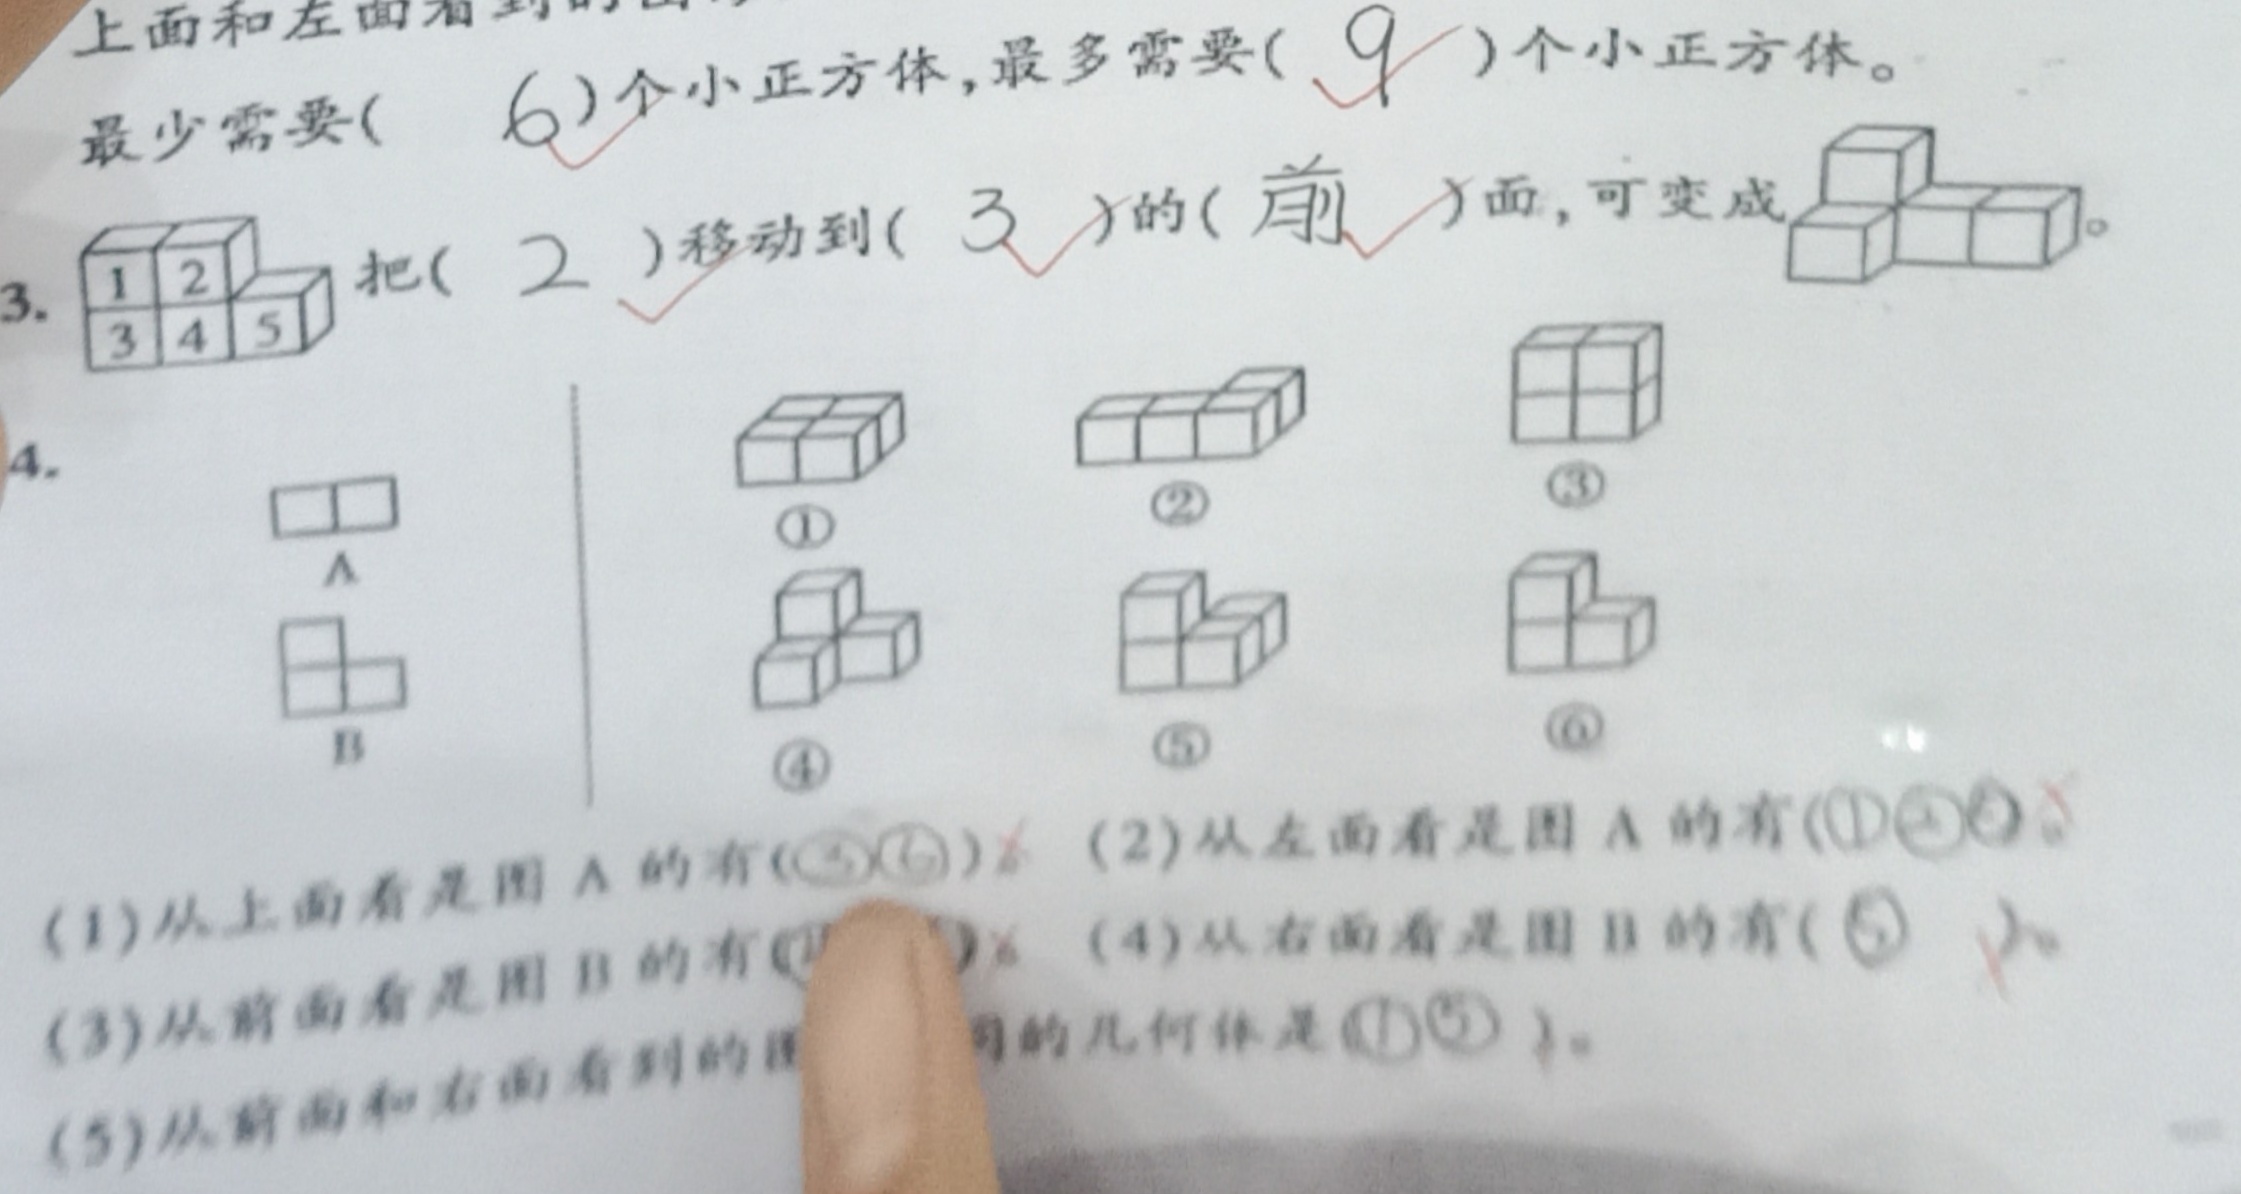 上面和左面看到的
最少需要( 6 )个小正方体,最多需要( 9 )个小正方体。
3. 1 2 3 4 5 把( 2 )移动到( 3 )的( 前 )面,可变成 。
4.
A
① ② ③
B
④ ⑤ ⑥
(1)从上面看是图 A 的有(③⑥)。 (2)从左面看是图 A 的有(① )。
(3)从前面看是图 B 的有( )。 (4)从右面看是图 B 的有( ⑤ )。
(5)从前面和右面看到的图 同的几何体是(①⑤ )。